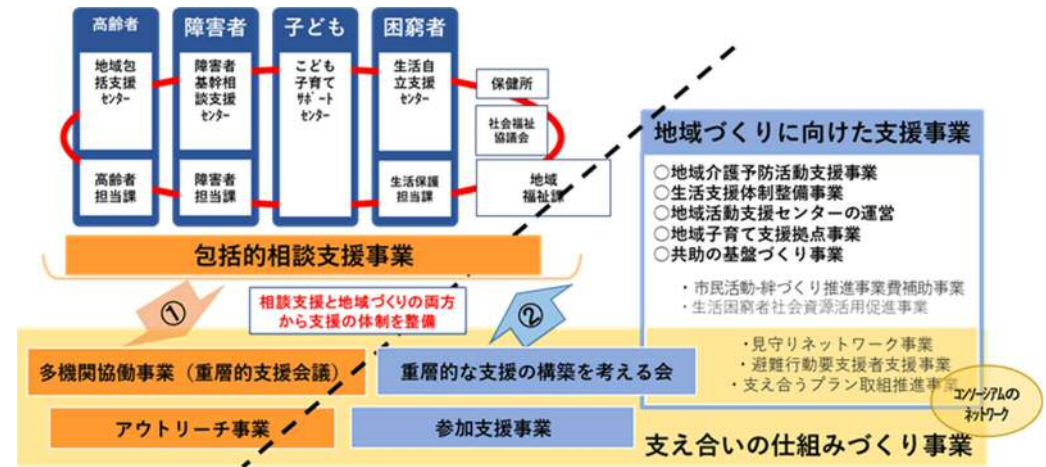 高齢者
障害者
子ども
困窮者
地域包
括支援
センター
障害者
基幹相
談支援
センター
こども
子育て
サポート
センター
生活自
立支援
センター
保健所
社会福祉
協議会
高齢者
担当課
障害者
担当課
生活保護
担当課
地域
福祉課
包括的相談支援事業
地域づくりに向けた支援事業
○地域介護予防活動支援事業
○生活支援体制整備事業
○地域活動支援センターの運営
○地域子育て支援拠点事業
○共助の基盤づくり事業
・市民活動-絆づくり推進事業費補助事業
・生活困窮者社会資源活用促進事業
・見守りネットワーク事業
・避難行動要支援者支援事業
・支え合うプラン取組推進事業
①
相談支援と地域づくりの両方
から支援の体制を整備
②
多機関協働事業（重層的支援会議）
重層的な支援の構築を考える会
アウトリーチ事業
参加支援事業
コンソーシアムの
ネットワーク
支え合いの仕組みづくり事業